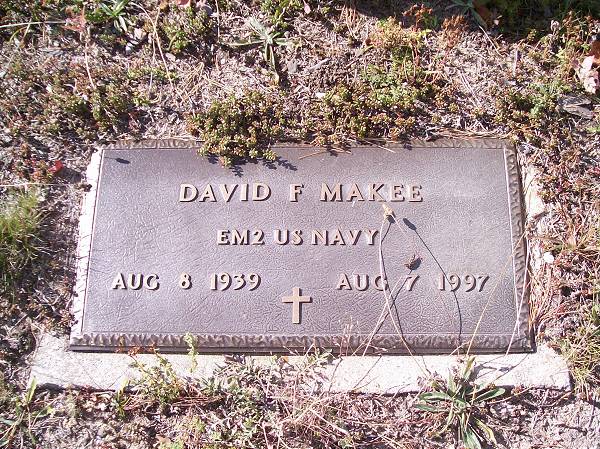 DAVID F MAKEE
EM2 US NAVY
AUG 8 1939 AUG 7 1997